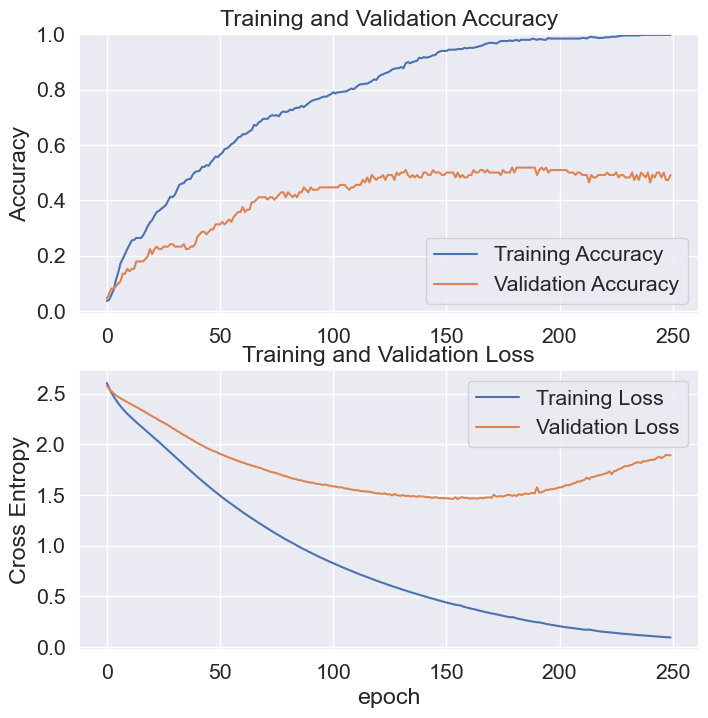 Training and Validation Accuracy
1.0
0.8
0.6
0.4
0.2
0.0
Accuracy
Training Accuracy
Validation Accuracy
0 50 100 150 200 250
Training and Validation Loss
2.5
2.0
1.5
1.0
0.5
0.0
Cross Entropy
Training Loss
Validation Loss
0 50 100 150 200 250
epoch